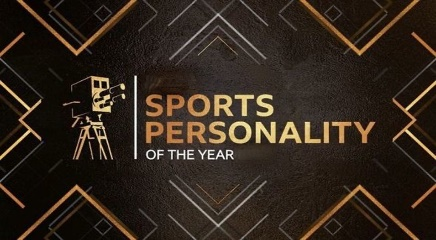 SPORTS
PERSONALITY
OF THE YEAR